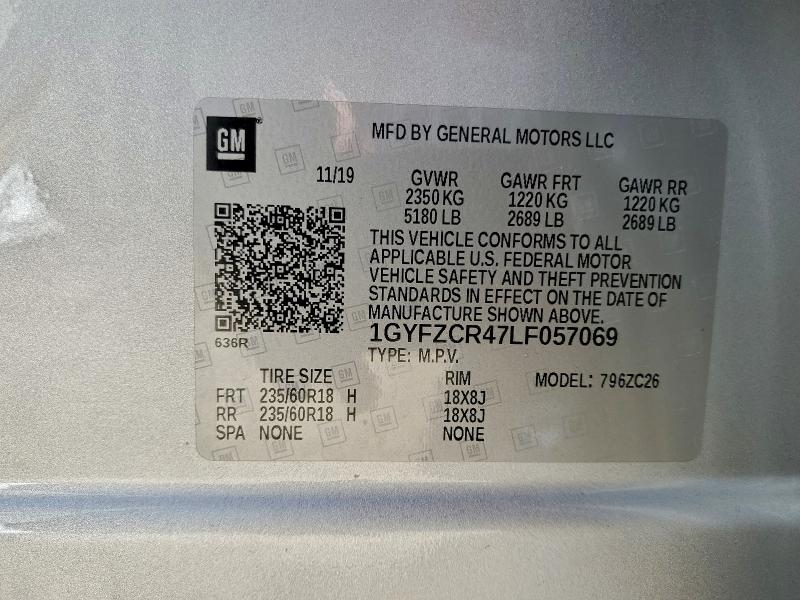 GM
MFD BY GENERAL MOTORS LLC
11/19 GVWR GAWR FRT GAWR RR
2350 KG 1220 KG 1220 KG
5180 LB 2689 LB 2689 LB
THIS VEHICLE CONFORMS TO ALL
APPLICABLE U.S. FEDERAL MOTOR
VEHICLE SAFETY AND THEFT PREVENTION
STANDARDS IN EFFECT ON THE DATE OF
MANUFACTURE SHOWN ABOVE.
636R 1GYFZCR47LF057069
TYPE: M.P.V.
TIRE SIZE RIM MODEL: 796ZC26
FRT 235/60R18 H 18X8J
RR 235/60R18 H 18X8J
SPA NONE NONE